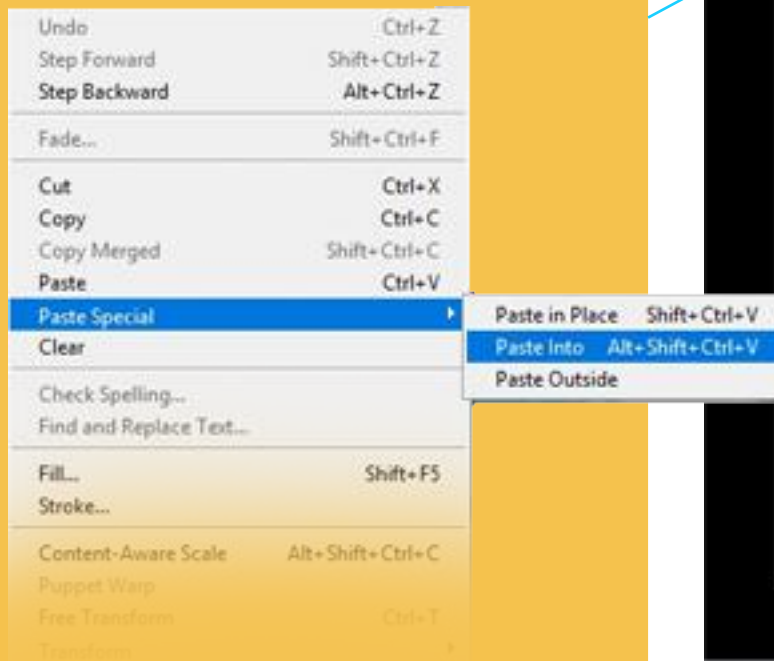 Undo Ctrl+Z
Step Forward Shift+Ctrl+Z
Step Backward Alt+Ctrl+Z
Fade... Shift+Ctrl+F
Cut Ctrl+X
Copy Ctrl+C
Copy Merged Shift+Ctrl+C
Paste Ctrl+V
Paste Special
Paste in Place Shift+Ctrl+V
Paste Into Alt+Shift+Ctrl+V
Paste Outside
Clear
Check Spelling...
Find and Replace Text...
Fill... Shift+F5
Stroke...
Content-Aware Scale Alt+Shift+Ctrl+C
Puppet Warp
Free Transform Ctrl+T
Transform